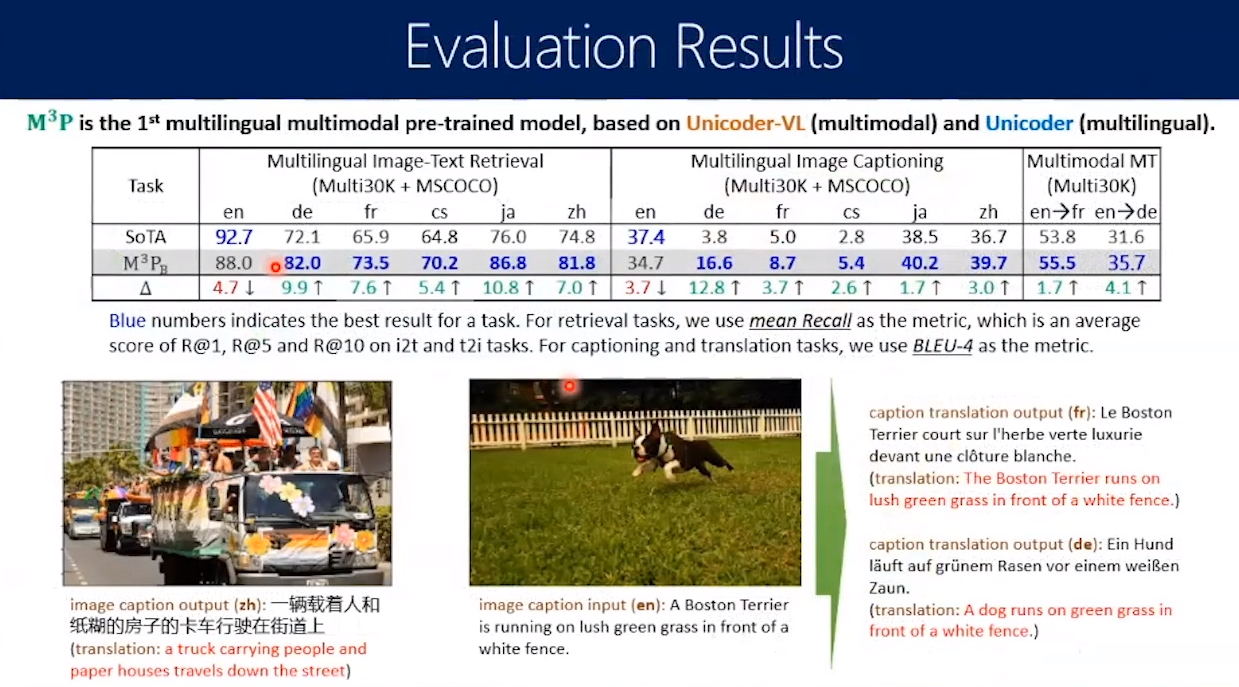 Evaluation Results
M³P is the 1st multilingual multimodal pre-trained model, based on Unicoder-VL (multimodal) and Unicoder (multilingual).
Task
Multilingual Image-Text Retrieval
(Multi30K + MSCOCO)
Multilingual Image Captioning
(Multi30K + MSCOCO)
Multimodal MT
(Multi30K)
en de fr cs ja zh en de fr cs ja zh en→fr en→de
SoTA 92.7 72.1 65.9 64.8 76.0 74.8 37.4 3.8 5.0 2.8 38.5 36.7 53.8 31.6
M³P_B 88.0 82.0 73.5 70.2 86.8 81.8 34.7 16.6 8.7 5.4 40.2 39.7 55.5 35.7
Δ 4.7 ↓ 9.9 ↑ 7.6 ↑ 5.4 ↑ 10.8 ↑ 7.0 ↑ 3.7 ↓ 12.8 ↑ 3.7 ↑ 2.6 ↑ 1.7 ↑ 3.0 ↑ 1.7 ↑ 4.1 ↑
Blue numbers indicates the best result for a task. For retrieval tasks, we use mean Recall as the metric, which is an average
score of R@1, R@5 and R@10 on i2t and t2i tasks. For captioning and translation tasks, we use BLEU-4 as the metric.
image caption output (zh): 一辆载着人和
纸糊的房子的卡车行驶在街道上
(translation: a truck carrying people and
paper houses travels down the street)
image caption input (en): A Boston Terrier
is running on lush green grass in front of a
white fence.
caption translation output (fr): Le Boston
Terrier court sur l'herbe verte luxurie
devant une clôture blanche.
(translation: The Boston Terrier runs on
lush green grass in front of a white fence.)
caption translation output (de): Ein Hund
läuft auf grünem Rasen vor einem weißen
Zaun.
(translation: A dog runs on green grass in
front of a white fence.)